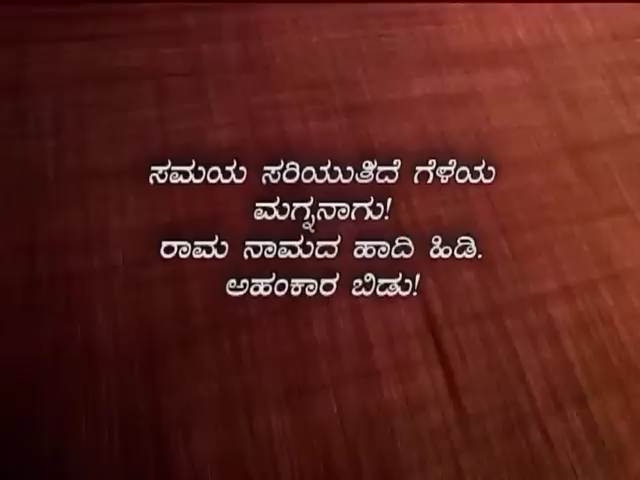 ಸಮಯ ಸರಿಯುತಿದೆ ಗೆಳೆಯ
ಮಗ್ನನಾಗು!
ರಾಮ ನಾಮದ ಹಾದಿ ಹಿಡಿ.
ಅಹಂಕಾರ ಬಿಡು!